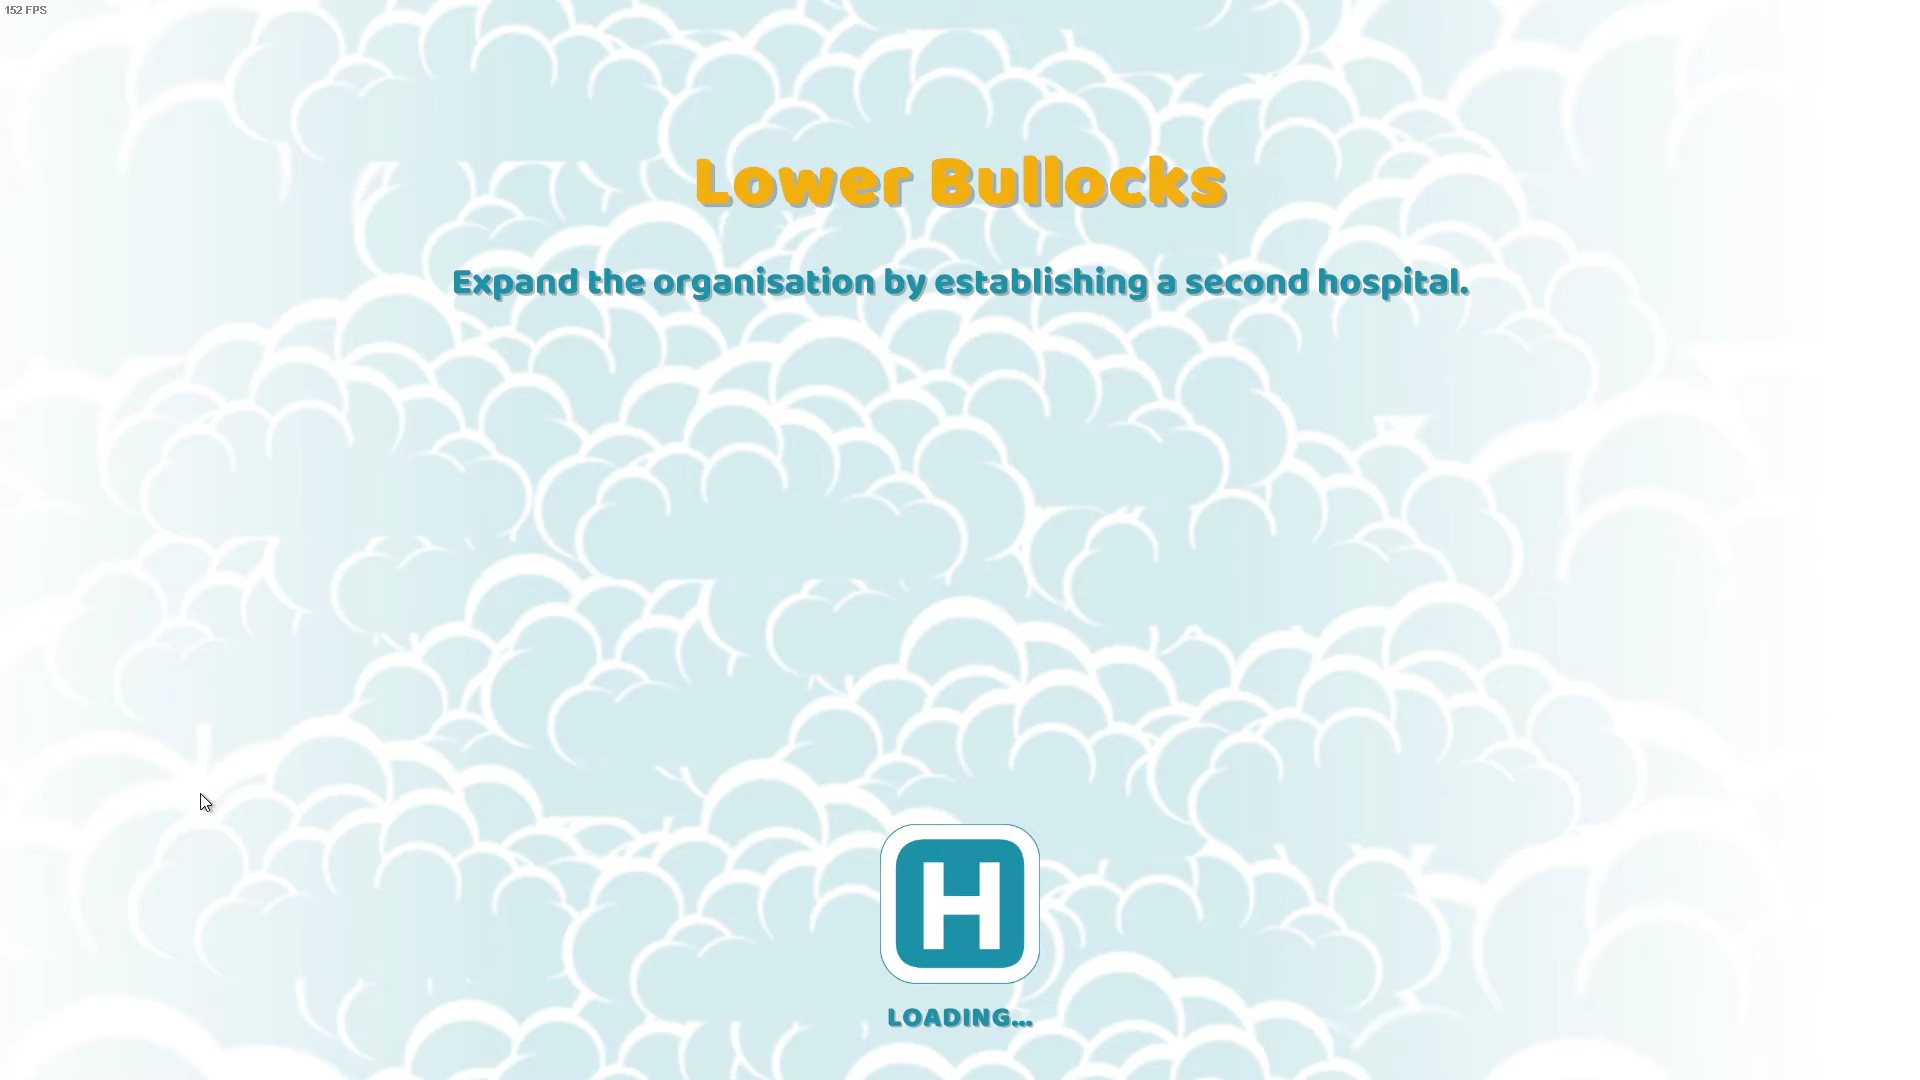 152 FPS
Lower Bullocks
Expand the organisation by establishing a second hospital.
H
LOADING...